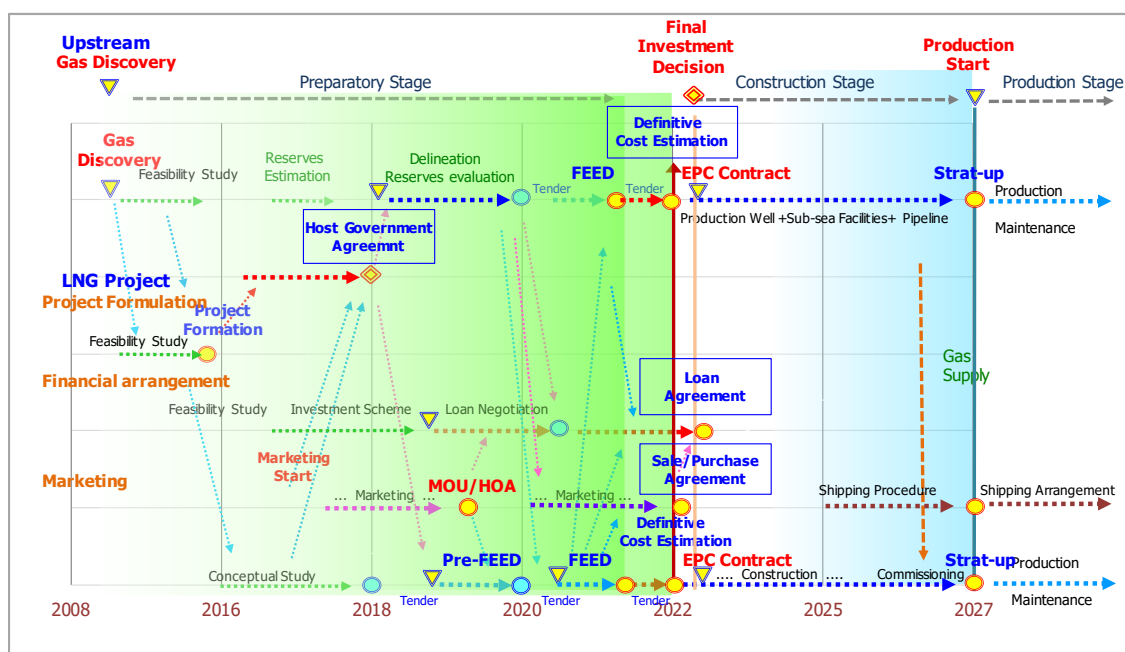 Upstream
Gas Discovery
Preparatory Stage
Final
Investment
Decision
Construction Stage
Production
Start
Production Stage
Definitive
Cost Estimation
Gas
Discovery
Feasibility Study
Reserves
Estimation
Delineation
Reserves evaluation
Tender
FEED
Tender
EPC Contract
Production Well +Sub-sea Facilities+ Pipeline
Strat-up
Production
Maintenance
Host Government
Agreemnt
LNG Project
Project Formulation
Project
Formation
Feasibility Study
Financial arrangement
Feasibility Study
Investment Scheme
Loan Negotiation
Loan
Agreement
Gas
Supply
Marketing
Marketing
Start
... Marketing ...
MOU/HOA
... Marketing ...
Sale/Purchase
Agreement
Shipping Procedure
Shipping Arrangement
Definitive
Cost Estimation
Conceptual Study
Tender
Pre-FEED
Tender
FEED
Tender
EPC Contract
.... Construction ....
Commissioning
Strat-up
Production
Maintenance
2008
2016
2018
2020
2022
2025
2027